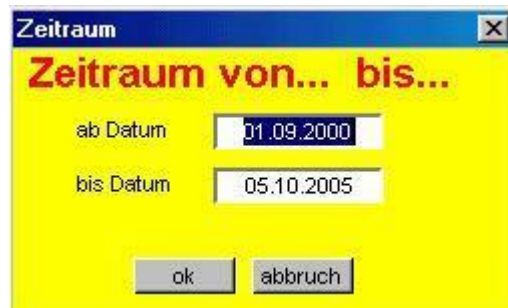 Zeitraum
Zeitraum von... bis...
ab Datum 01.09.2000
bis Datum 05.10.2005
ok abbruch